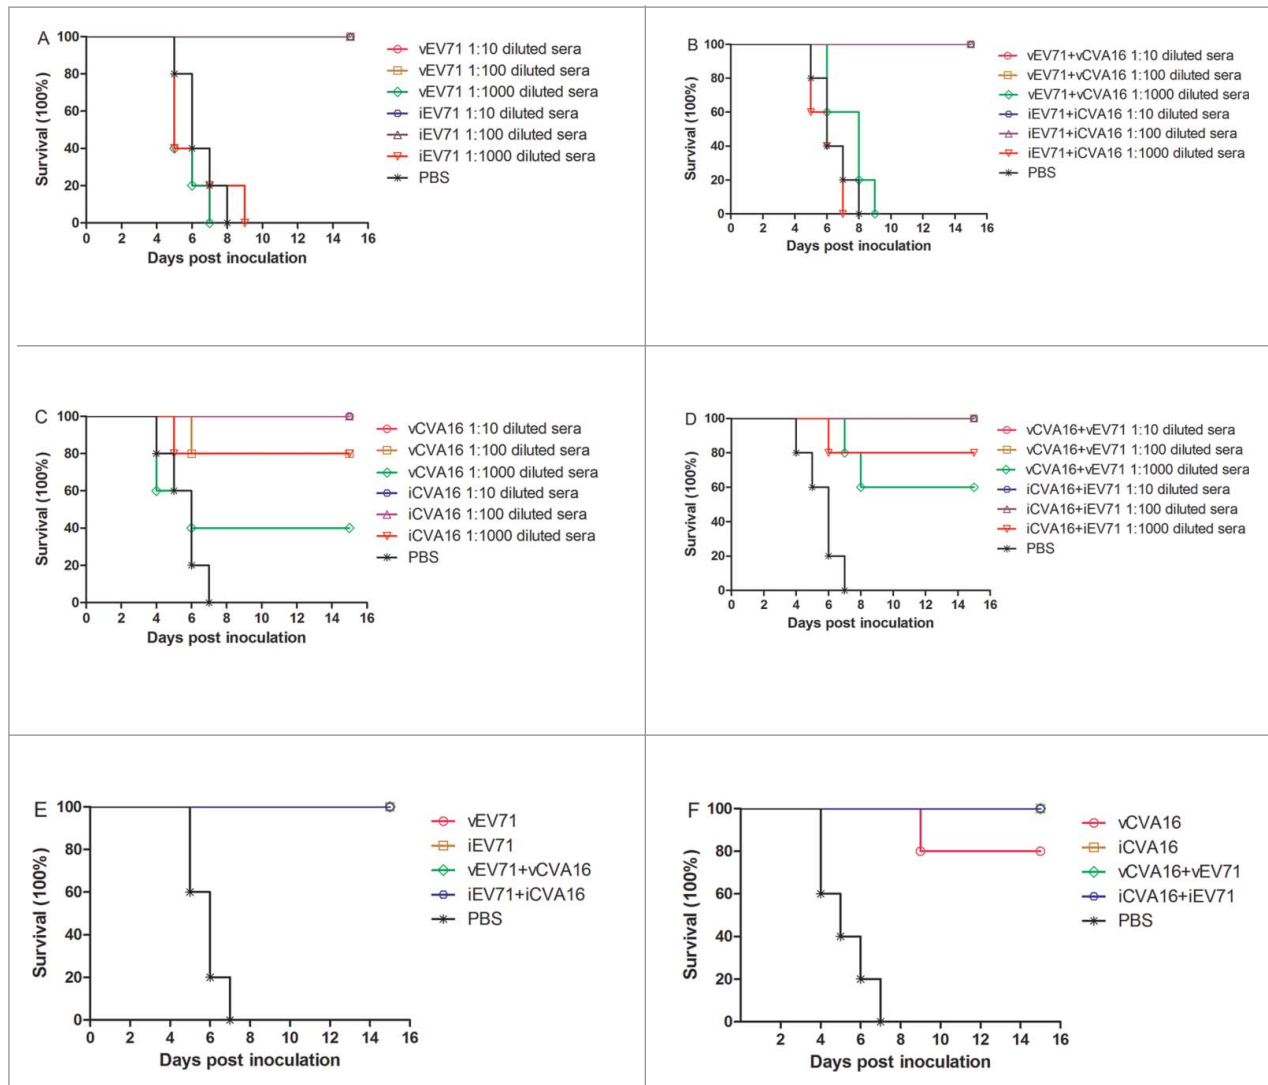 A
Survival (100%)
100
80
60
40
20
0
0 2 4 6 8 10 12 14 16
Days post inoculation
vEV71 1:10 diluted sera
vEV71 1:100 diluted sera
vEV71 1:1000 diluted sera
iEV71 1:10 diluted sera
iEV71 1:100 diluted sera
iEV71 1:1000 diluted sera
PBS
B
Survival (100%)
100
80
60
40
20
0
0 2 4 6 8 10 12 14 16
Days post inoculation
vEV71+vCVA16 1:10 diluted sera
vEV71+vCVA16 1:100 diluted sera
vEV71+vCVA16 1:1000 diluted sera
iEV71+iCVA16 1:10 diluted sera
iEV71+iCVA16 1:100 diluted sera
iEV71+iCVA16 1:1000 diluted sera
PBS
C
Survival (100%)
100
80
60
40
20
0
0 2 4 6 8 10 12 14 16
Days post inoculation
vCVA16 1:10 diluted sera
vCVA16 1:100 diluted sera
vCVA16 1:1000 diluted sera
iCVA16 1:10 diluted sera
iCVA16 1:100 diluted sera
iCVA16 1:1000 diluted sera
PBS
D
Survival (100%)
100
80
60
40
20
0
0 2 4 6 8 10 12 14 16
Days post inoculation
vCVA16+vEV71 1:10 diluted sera
vCVA16+vEV71 1:100 diluted sera
vCVA16+vEV71 1:1000 diluted sera
iCVA16+iEV71 1:10 diluted sera
iCVA16+iEV71 1:100 diluted sera
iCVA16+iEV71 1:1000 diluted sera
PBS
E
Survival (100%)
100
80
60
40
20
0
0 2 4 6 8 10 12 14 16
Days post inoculation
vEV71
iEV71
vEV71+vCVA16
iEV71+iCVA16
PBS
F
Survival (100%)
100
80
60
40
20
0
2 4 6 8 10 12 14 16
Days post inoculation
vCVA16
iCVA16
vCVA16+vEV71
iCVA16+iEV71
PBS